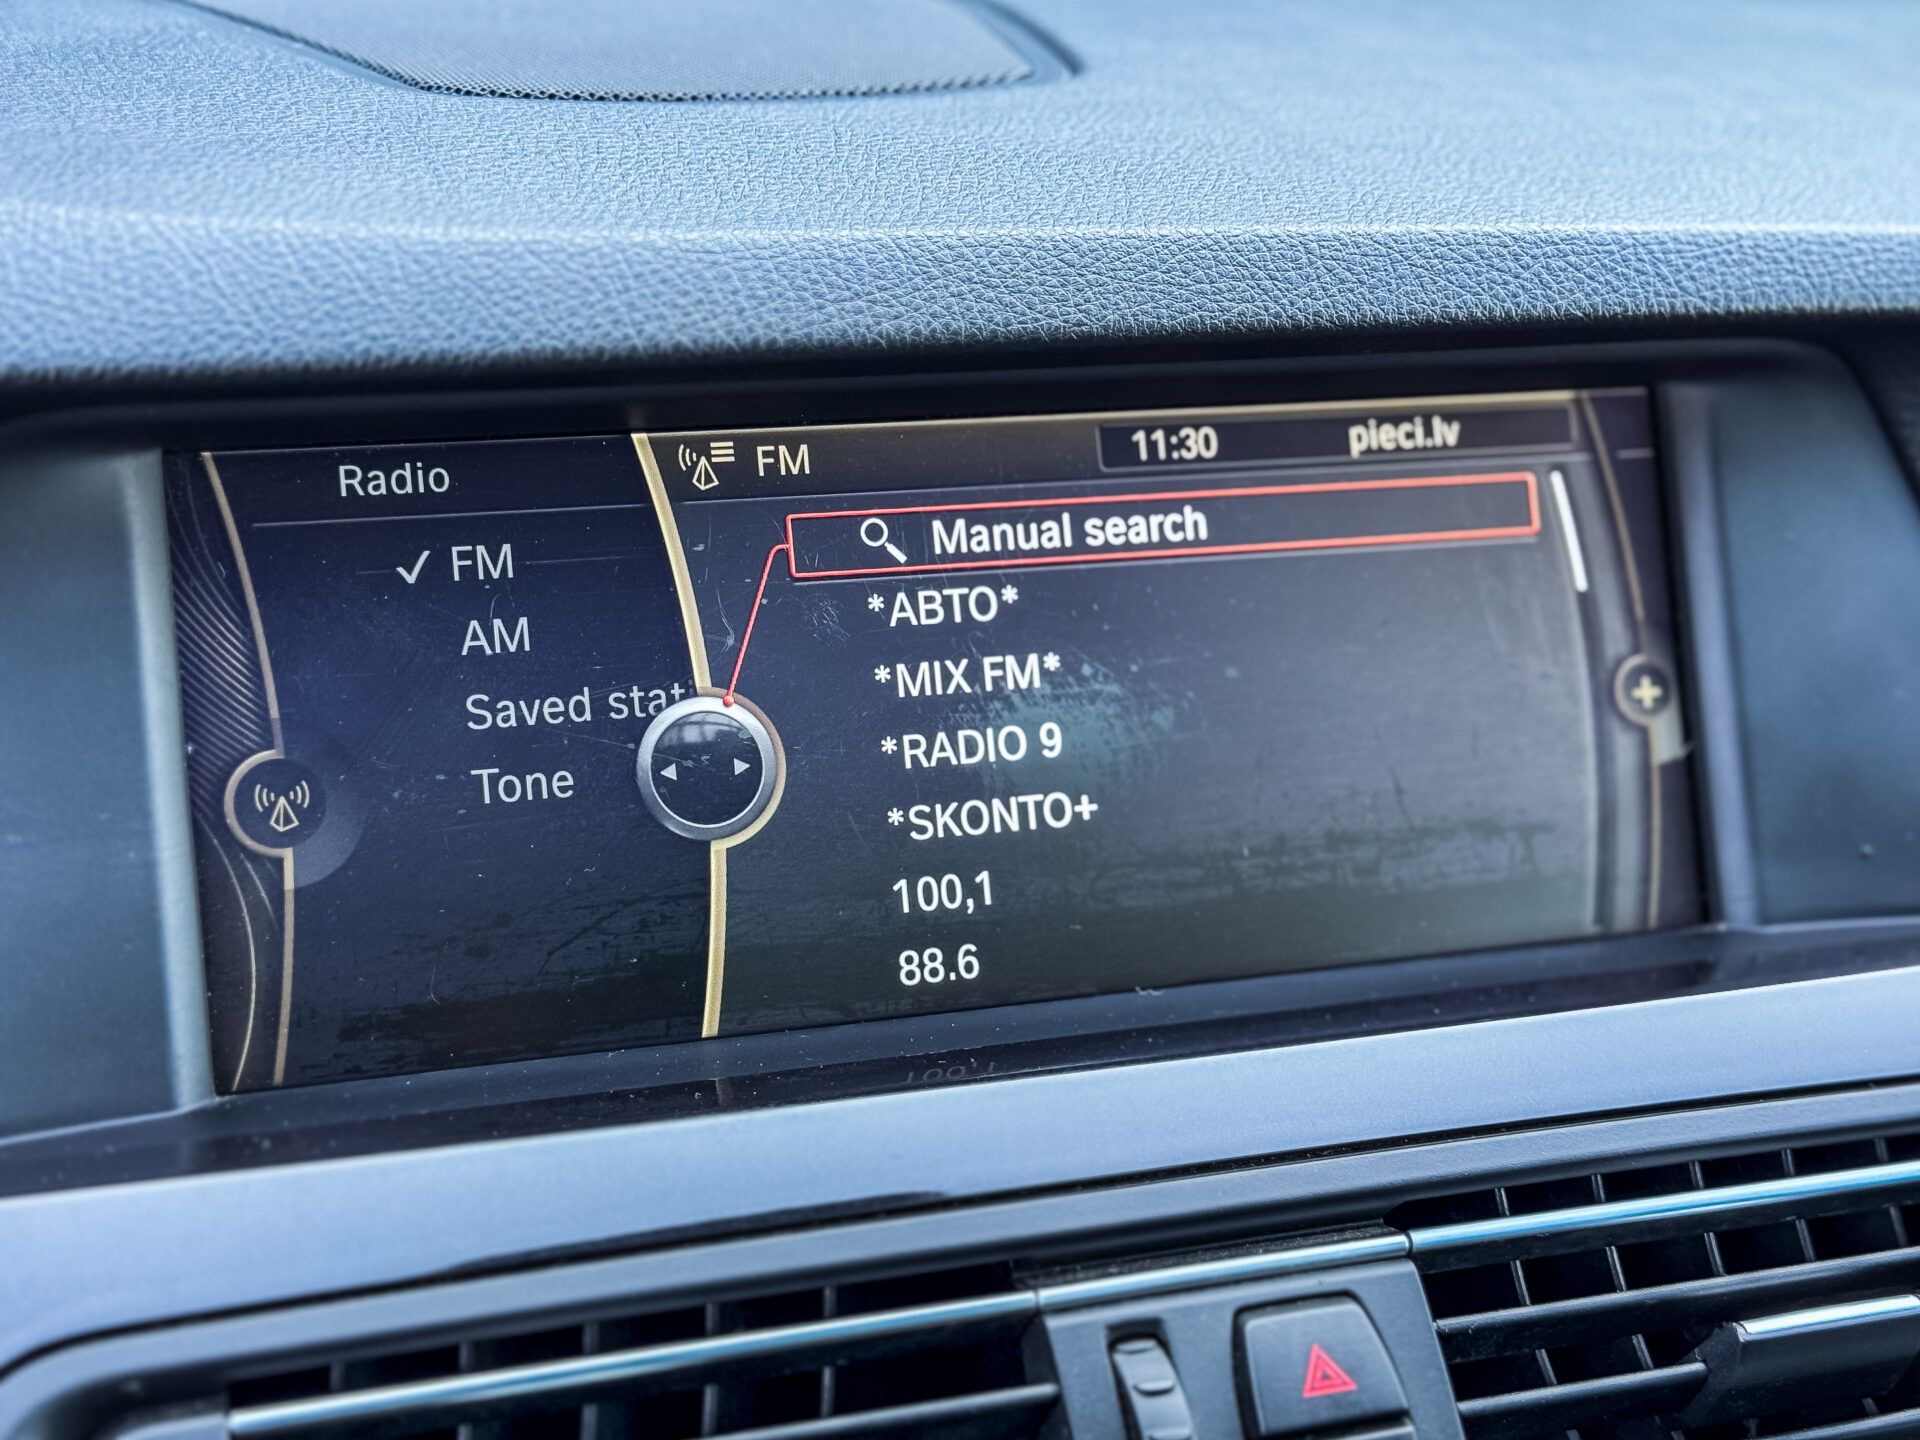 Radio
FM
AM
Saved stati
Tone
FM
11:30
pieci.lv
Manual search
*ABTO*
*MIX FM*
*RADIO 9
*SKONTO+
100,1
88.6